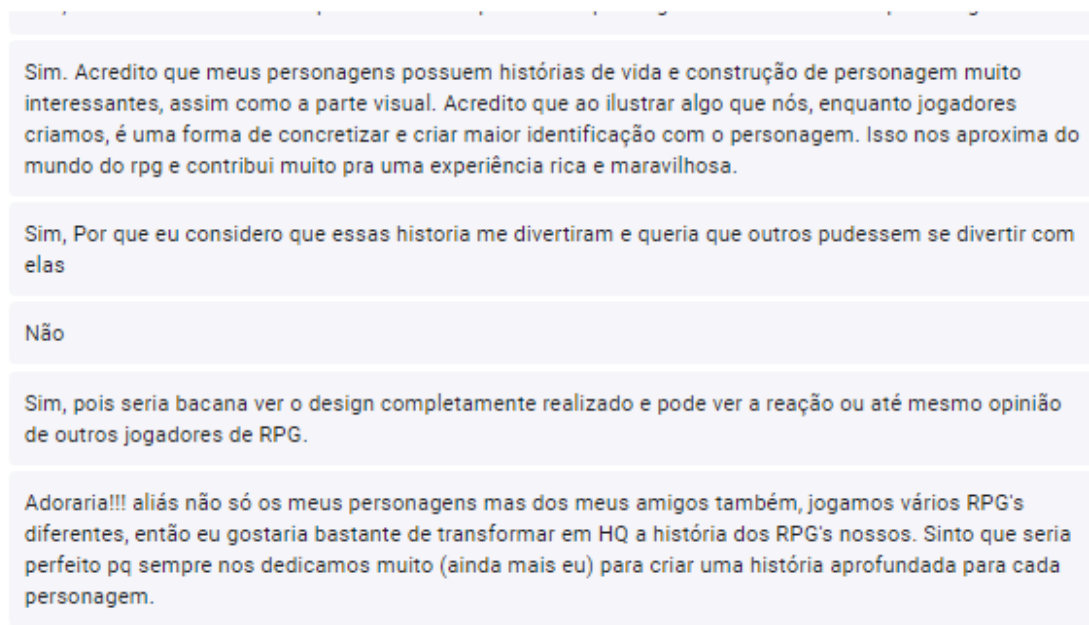 Sim. Acredito que meus personagens possuem histórias de vida e construção de personagem muito
interessantes, assim como a parte visual. Acredito que ao ilustrar algo que nós, enquanto jogadores
criamos, é uma forma de concretizar e criar maior identificação com o personagem. Isso nos aproxima do
mundo do rpg e contribui muito pra uma experiência rica e maravilhosa.
Sim, Por que eu considero que essas historia me divertiram e queria que outros pudessem se divertir com
elas
Não
Sim, pois seria bacana ver o design completamente realizado e pode ver a reação ou até mesmo opinião
de outros jogadores de RPG.
Adoraria!!! aliás não só os meus personagens mas dos meus amigos também, jogamos vários RPG's
diferentes, então eu gostaria bastante de transformar em HQ a história dos RPG's nossos. Sinto que seria
perfeito pq sempre nos dedicamos muito (ainda mais eu) para criar uma história aprofundada para cada
personagem.